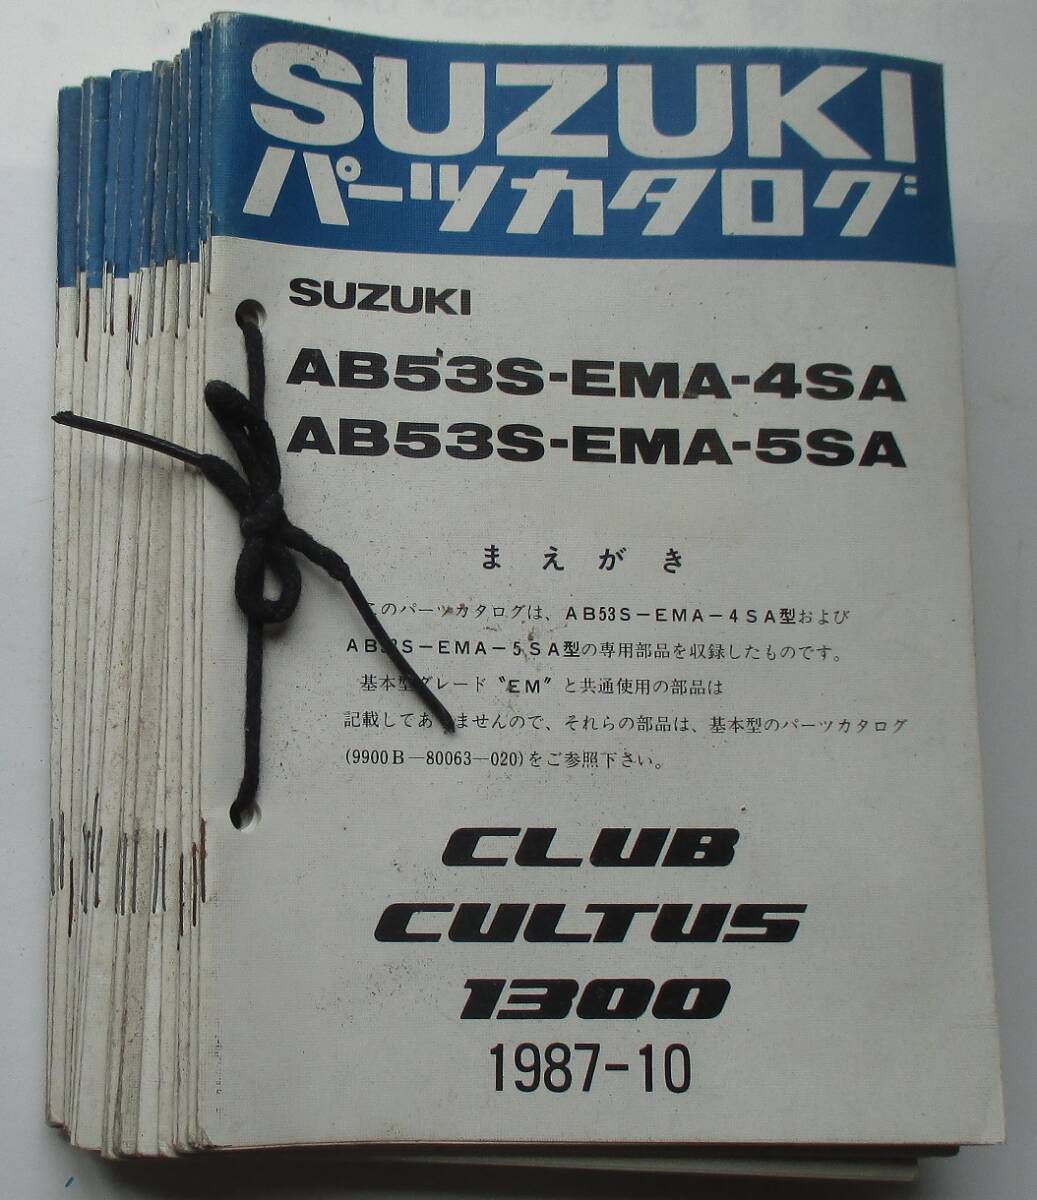 SUZUKI
パーツカタログ
SUZUKI
AB53S-EMA-4SA
AB53S-EMA-5SA
まえがき
このパーツカタログは、AB53S－EMA－4SA型および
AB53S－EMA－5SA型の専用部品を収録したものです。
基本型グレード〝EM〞と共通使用の部品は
記載してありませんので、それらの部品は、基本型のパーツカタログ
(9900B—80063—020)をご参照下さい。
CLUB
CULTUS
1300
1987-10